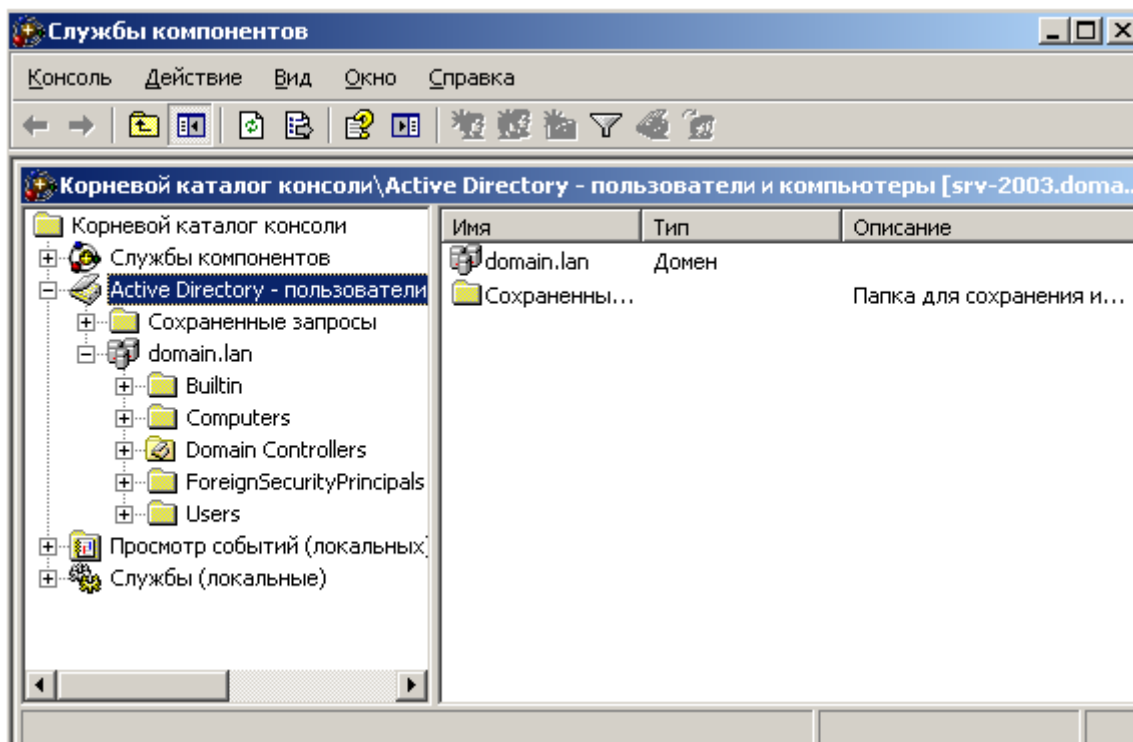 Службы компонентов
Консоль Действие Вид Окно Справка
Корневой каталог консоли\Active Directory - пользователи и компьютеры [srv-2003.doma...
Корневой каталог консоли
Службы компонентов
Active Directory - пользователи
Сохраненные запросы
domain.lan
Builtin
Computers
Domain Controllers
ForeignSecurityPrincipals
Users
Просмотр событий (локальных)
Службы (локальные)
Имя Тип Описание
domain.lan Домен
Сохраненны... Папка для сохранения и...